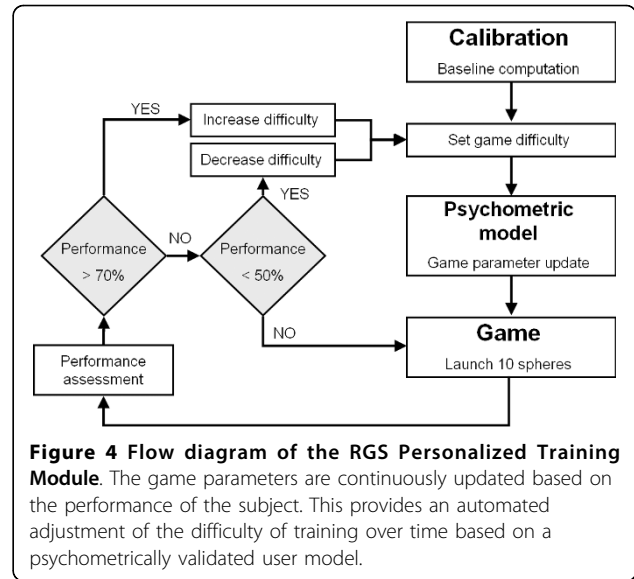 Calibration
Baseline computation
YES
Increase difficulty
Decrease difficulty
Set game difficulty
YES
Performance
> 70%
NO
Performance
< 50%
Psychometric
model
Game parameter update
NO
Game
Launch 10 spheres
Performance
assessment
Figure 4 Flow diagram of the RGS Personalized Training
Module. The game parameters are continuously updated based on
the performance of the subject. This provides an automated
adjustment of the difficulty of training over time based on a
psychometrically validated user model.